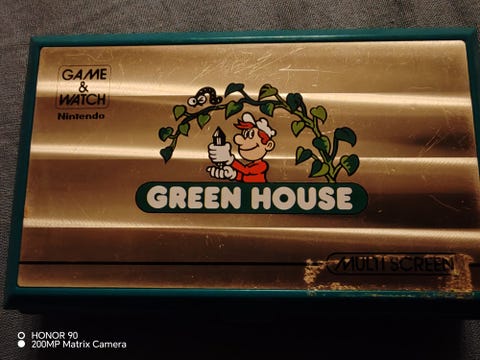 GAME
&
WATCH
Nintendo
GREEN HOUSE
MULTI SCREEN
HONOR 90
200MP Matrix Camera